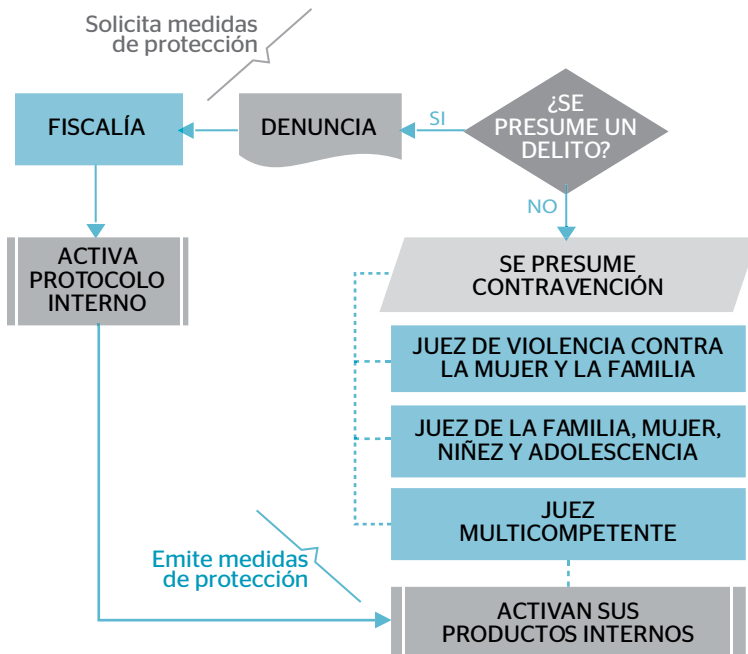 Solicita medidas
de protección
FISCALÍA
DENUNCIA
SI
¿SE
PRESUME UN
DELITO?
NO
ACTIVA
PROTOCOLO
INTERNO
SE PRESUME
CONTRAVENCIÓN
JUEZ DE VIOLENCIA CONTRA
LA MUJER Y LA FAMILIA
JUEZ DE LA FAMILIA, MUJER,
NIÑEZ Y ADOLESCENCIA
JUEZ
MULTICOMPETENTE
Emite medidas
de protección
ACTIVAN SUS
PRODUCTOS INTERNOS